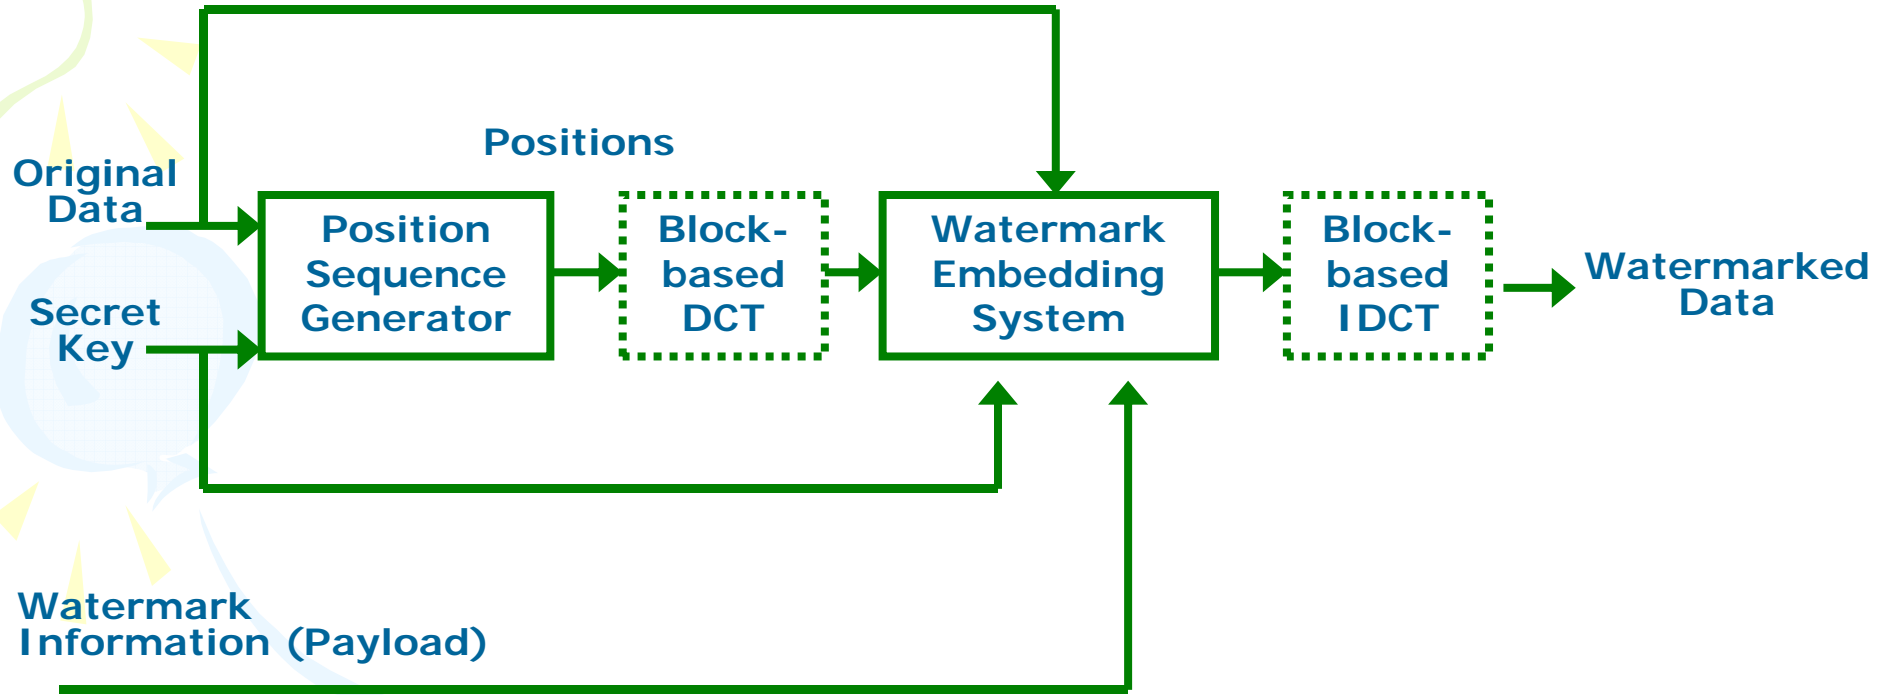 Positions
Original
Data
Secret
Key
Position
Sequence
Generator
Block-
based
DCT
Watermark
Embedding
System
Block-
based
IDCT
Watermarked
Data
Watermark
Information (Payload)